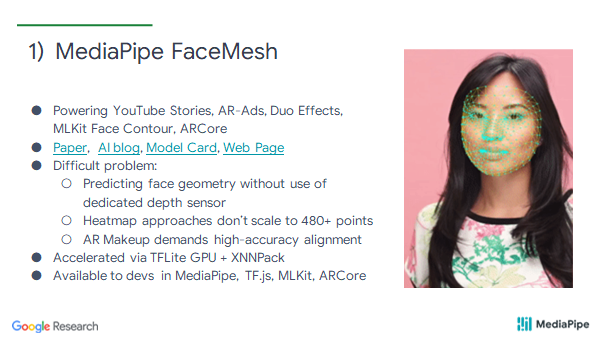 1) MediaPipe FaceMesh
● Powering YouTube Stories, AR-Ads, Duo Effects,
MLKit Face Contour, ARCore
● Paper, AI blog, Model Card, Web Page
● Difficult problem:
○ Predicting face geometry without use of
dedicated depth sensor
○ Heatmap approaches don't scale to 480+ points
○ AR Makeup demands high-accuracy alignment
● Accelerated via TFLite GPU + XNNPack
● Available to devs in MediaPipe, TF.js, MLKit, ARCore
Google Research
MediaPipe